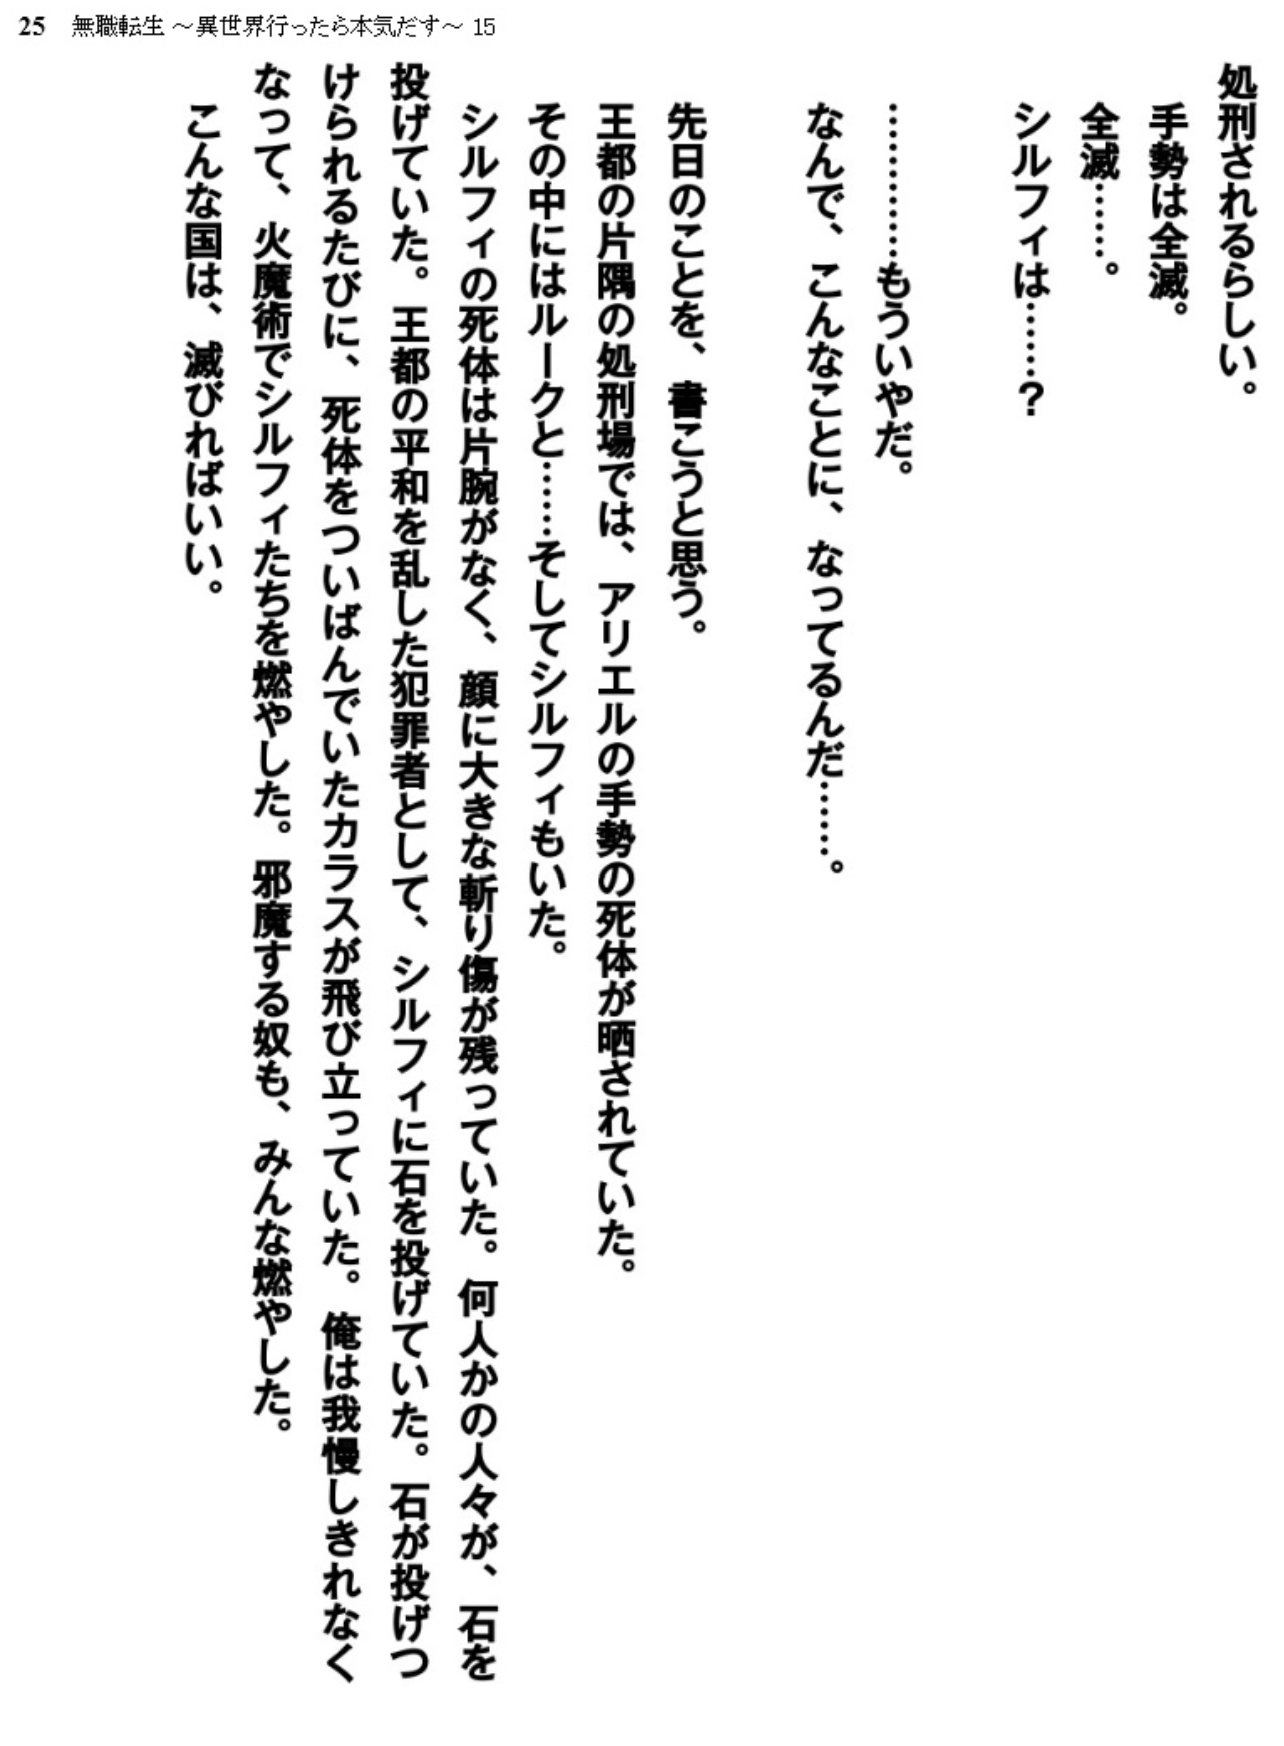 25 無職転生 ～異世界行ったら本気だす～ 15
処刑されるらしい。
手勢は全滅。
全滅……。
シルフィは……？
…………もういやだ。
なんで、こんなことに、なってるんだ……。
先日のことを、書こうと思う。
王都の片隅の処刑場では、アリエルの手勢の死体が晒されていた。
その中にはルークと……そしてシルフィもいた。
シルフィの死体は片腕がなく、顔に大きな斬り傷が残っていた。何人かの人々が、石を
投げていた。王都の平和を乱した犯罪者として、シルフィに石を投げていた。石が投げつ
けられるたびに、死体をついばんでいたカラスが飛び立っていた。俺は我慢しきれなく
なって、火魔術でシルフィたちを燃やした。邪魔する奴も、みんな燃やした。
こんな国は、滅びればいい。